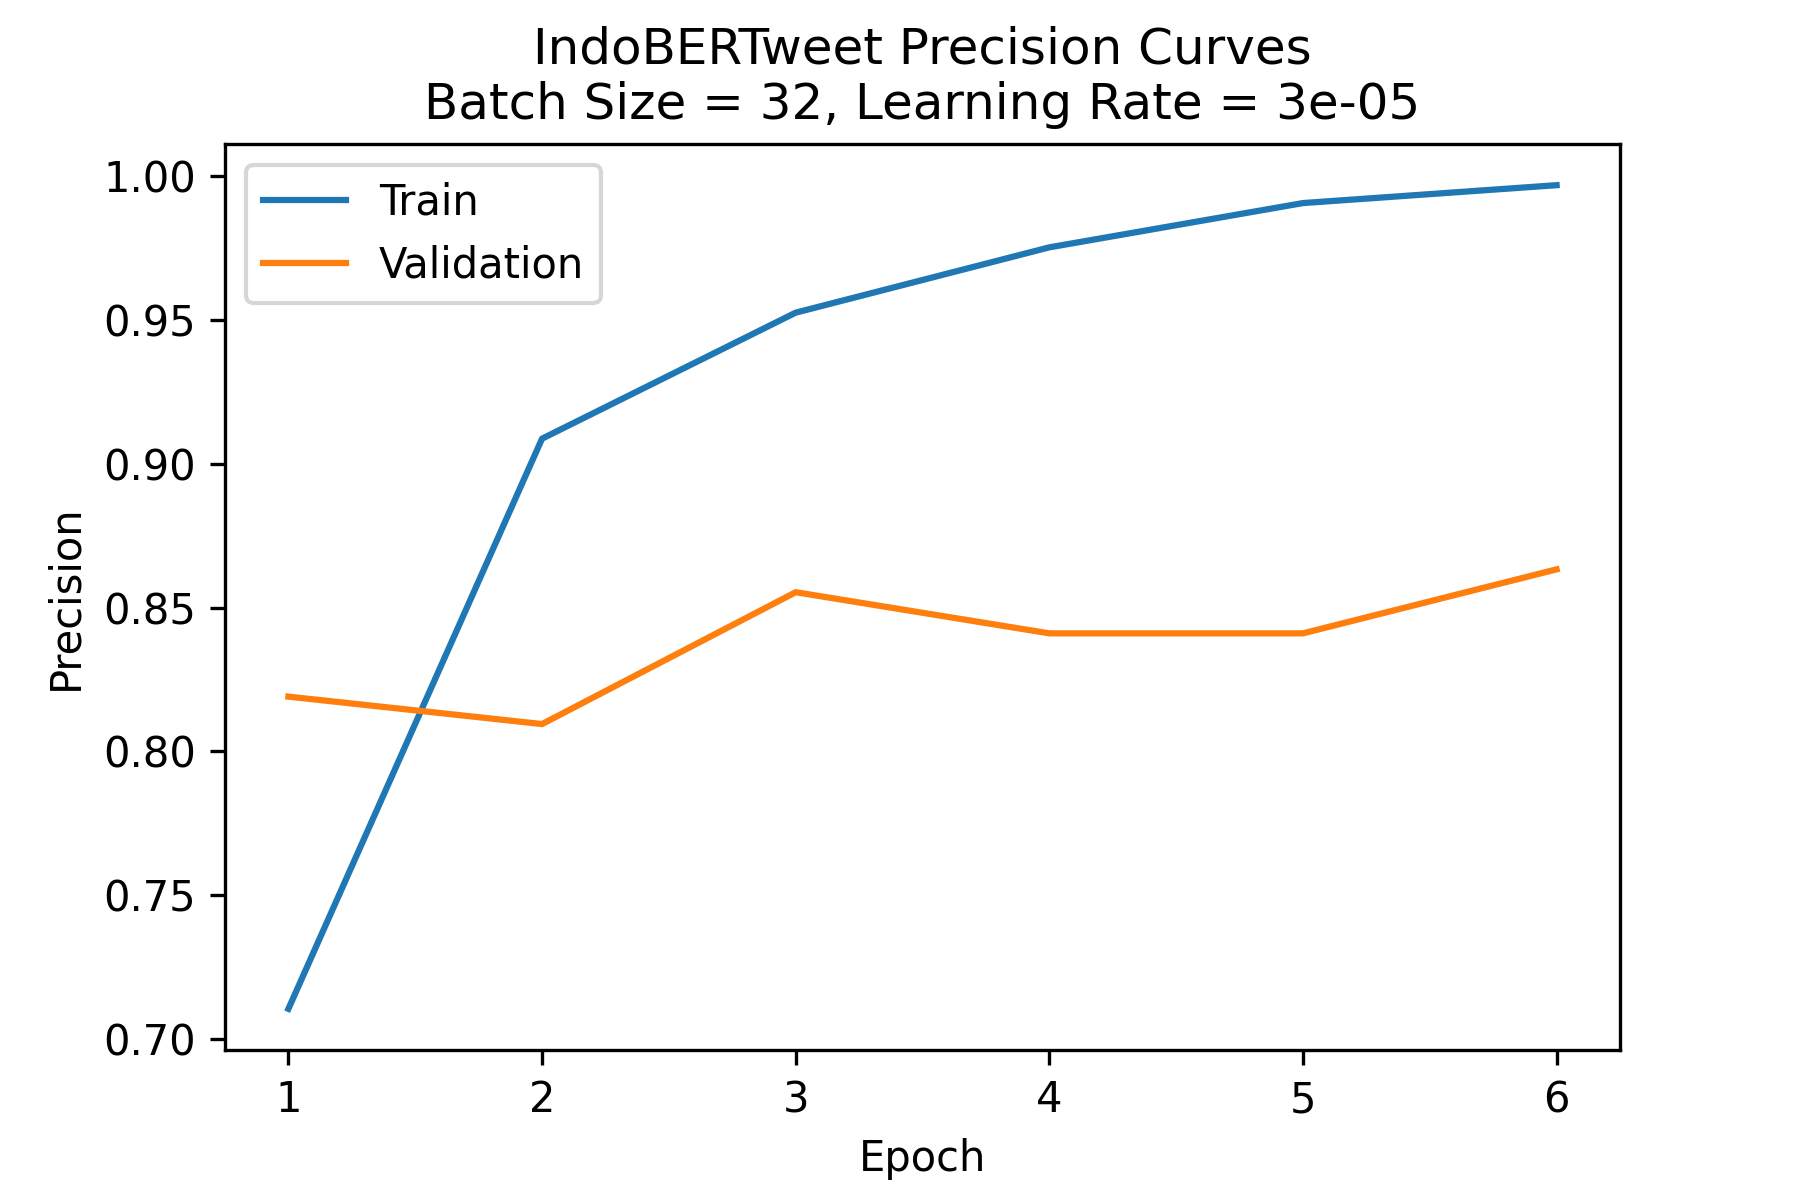 IndoBERTweet Precision Curves
Batch Size = 32, Learning Rate = 3e-05
Train
Validation
1.00
0.95
0.90
0.85
0.80
0.75
0.70
Precision
1 2 3 4 5 6
Epoch